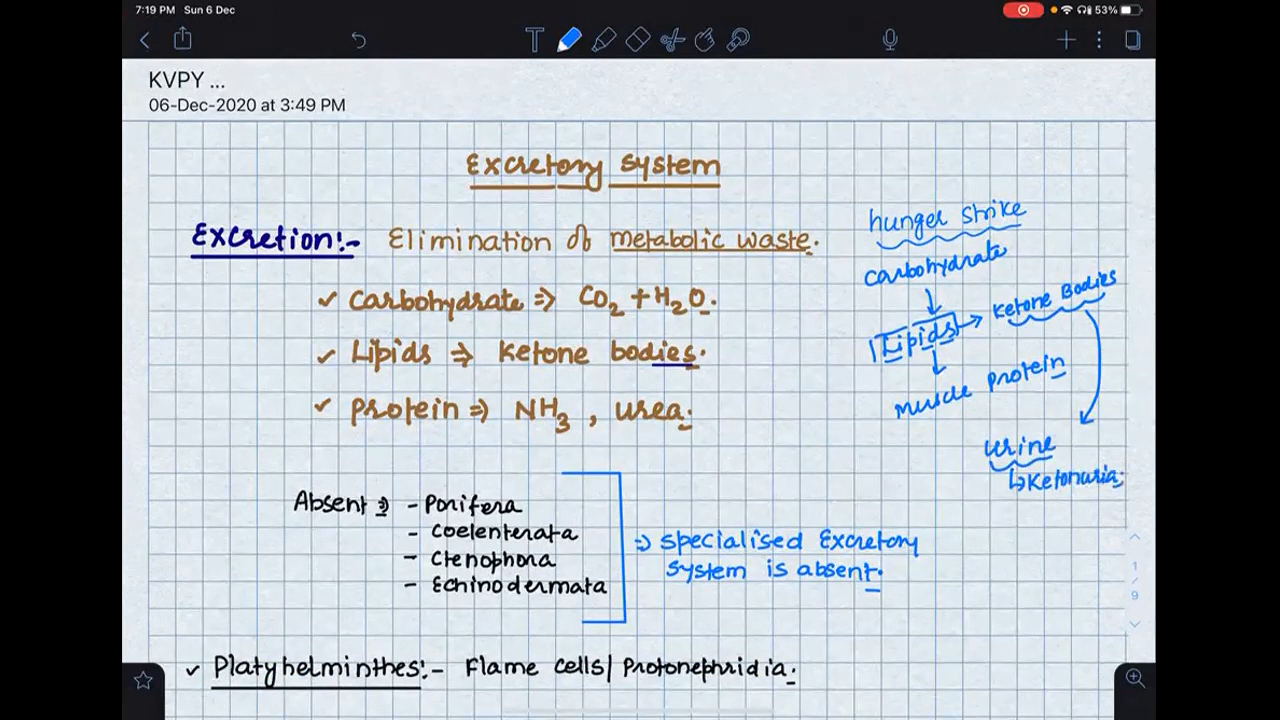 7:19 PM Sun 6 Dec
53%
KVPY ...
06-Dec-2020 at 3:49 PM
Excretory System
Excretion:- Elimination of metabolic waste.
✓ Carbohydrate ⇒ CO₂ + H₂O.
✓ Lipids ⇒ Ketone bodies.
✓ Protein ⇒ NH₃ , urea.
hunger Strike
Carbohydrate
↓
Lipids → Ketone Bodies
↓
Muscle Protein
Urine
↳ Ketonuria;
Absent ⇒ - Porifera
- Coelenterata
- Ctenophora
- Echinodermata
⇒ Specialised Excretory
System is absent.
✓ Platyhelminthes:- Flame cells/ Protonephridia.
1
9